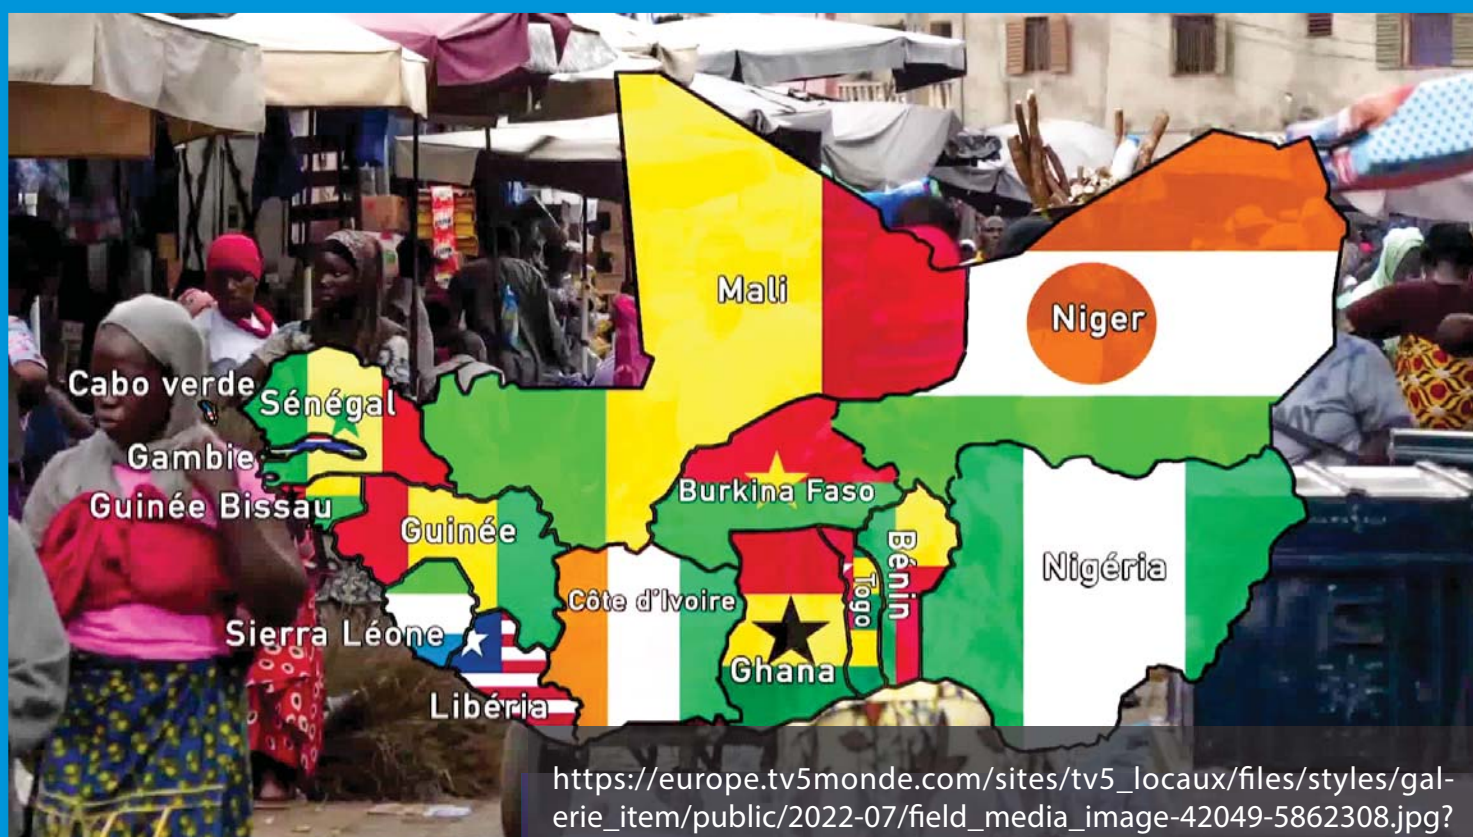 Mali
Niger
Cabo verde
Sénégal
Gambie
Guinée Bissau
Burkina Faso
Guinée
Bénin
Nigéria
Togo
Côte d'Ivoire
Sierra Léone
Ghana
Libéria
https://europe.tv5monde.com/sites/tv5_locaux/files/styles/gal-
erie_item/public/2022-07/field_media_image-42049-5862308.jpg?